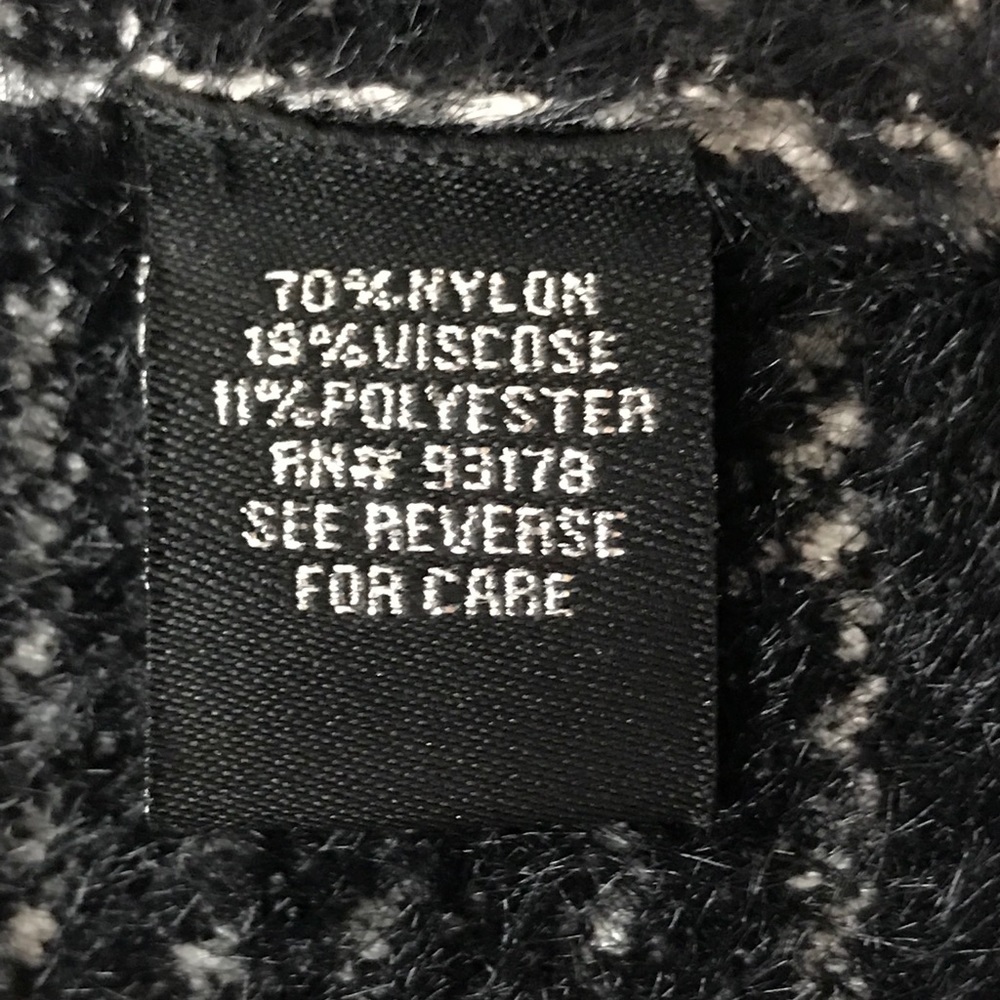 70% NYLON
19% VISCOSE
11% POLYESTER
RN# 93178
SEE REVERSE
FOR CARE